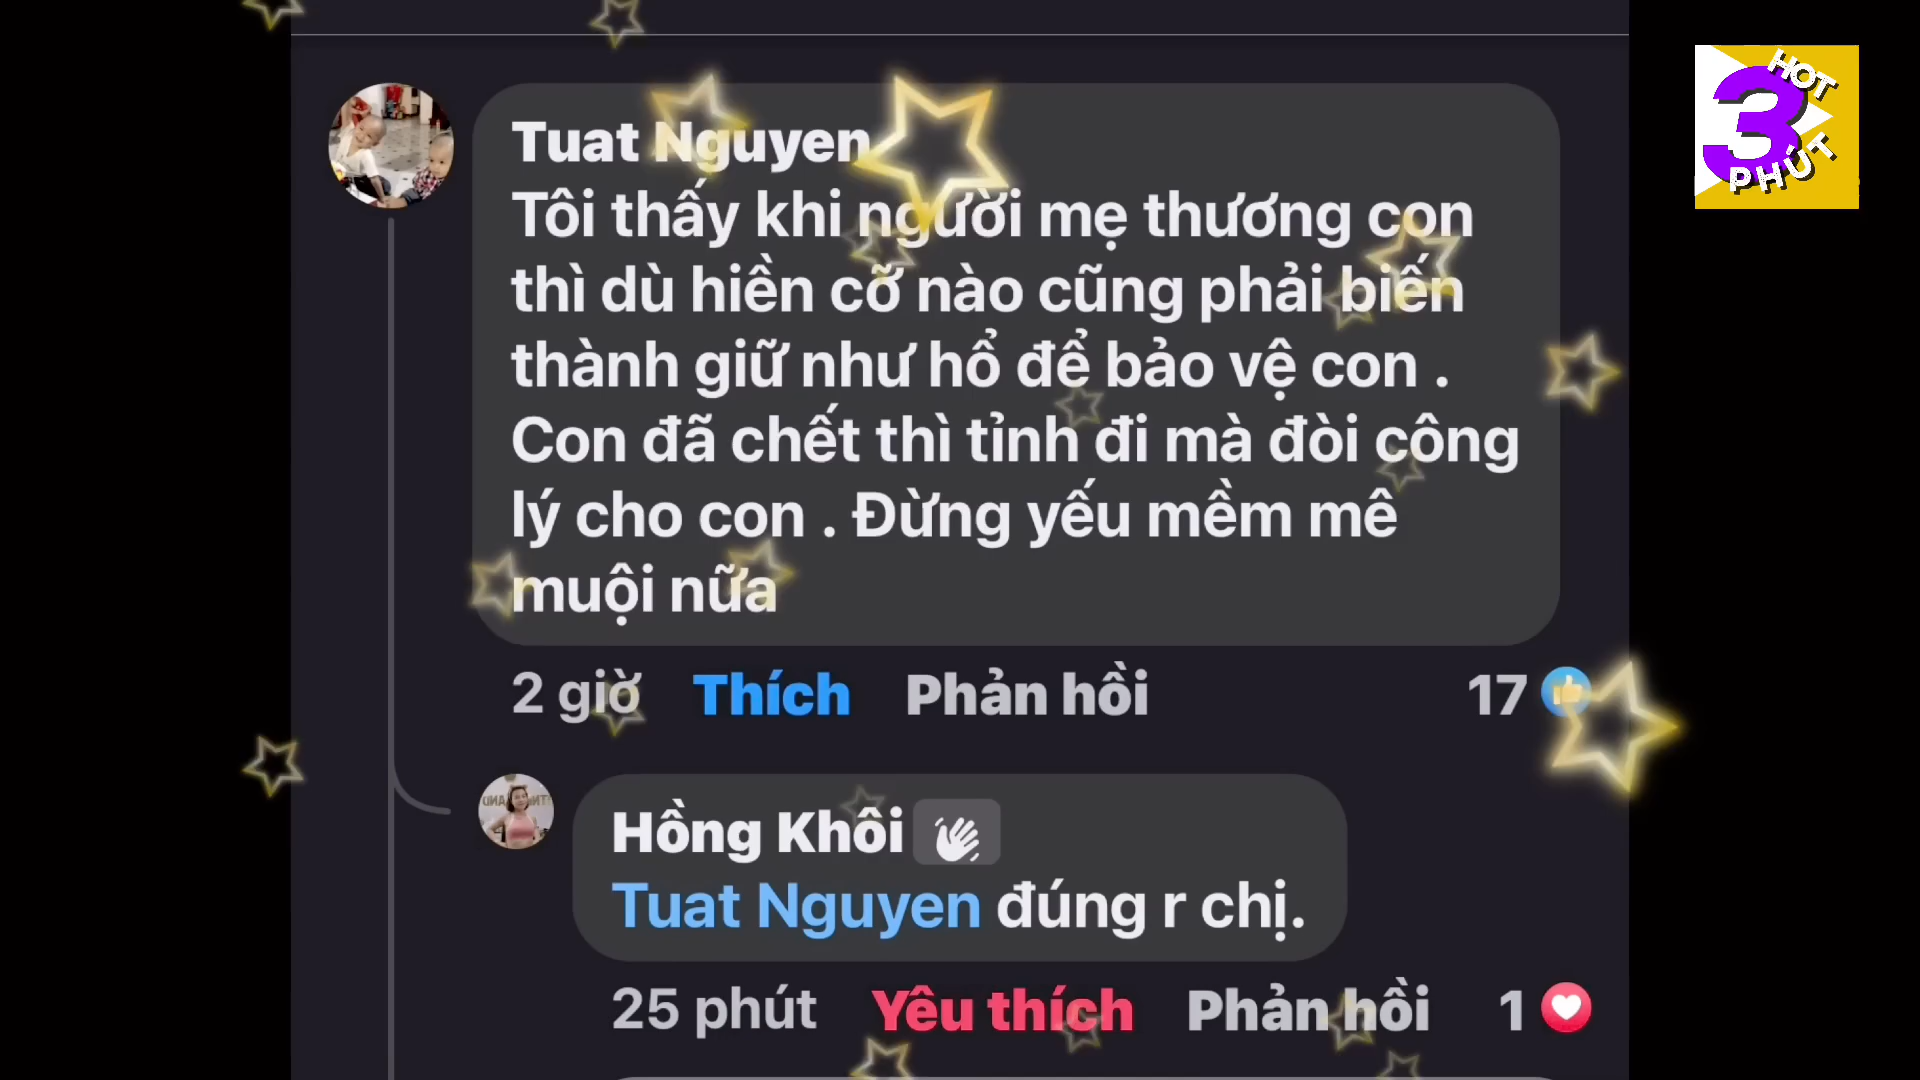 HOT
3
PHÚT
Tuat Nguyen
Tôi thấy khi người mẹ thương con
thì dù hiền cỡ nào cũng phải biến
thành giữ như hổ để bảo vệ con .
Con đã chết thì tỉnh đi mà đòi công
lý cho con . Đừng yếu mềm mê
muội nữa
2 giờ Thích Phản hồi 17
Hồng Khôi
Tuat Nguyen đúng r chị.
25 phút Yêu thích Phản hồi 1